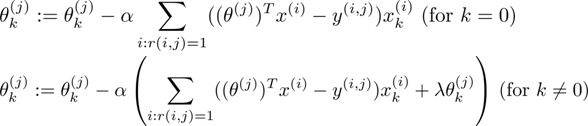 θ_k^{(j)} := θ_k^{(j)} − α ∑_{i:r(i,j)=1} ((θ^{(j)})^T x^{(i)} − y^{(i,j)}) x_k^{(i)} (for k = 0)
θ_k^{(j)} := θ_k^{(j)} − α ( ∑_{i:r(i,j)=1} ((θ^{(j)})^T x^{(i)} − y^{(i,j)}) x_k^{(i)} + λθ_k^{(j)} ) (for k ≠ 0)